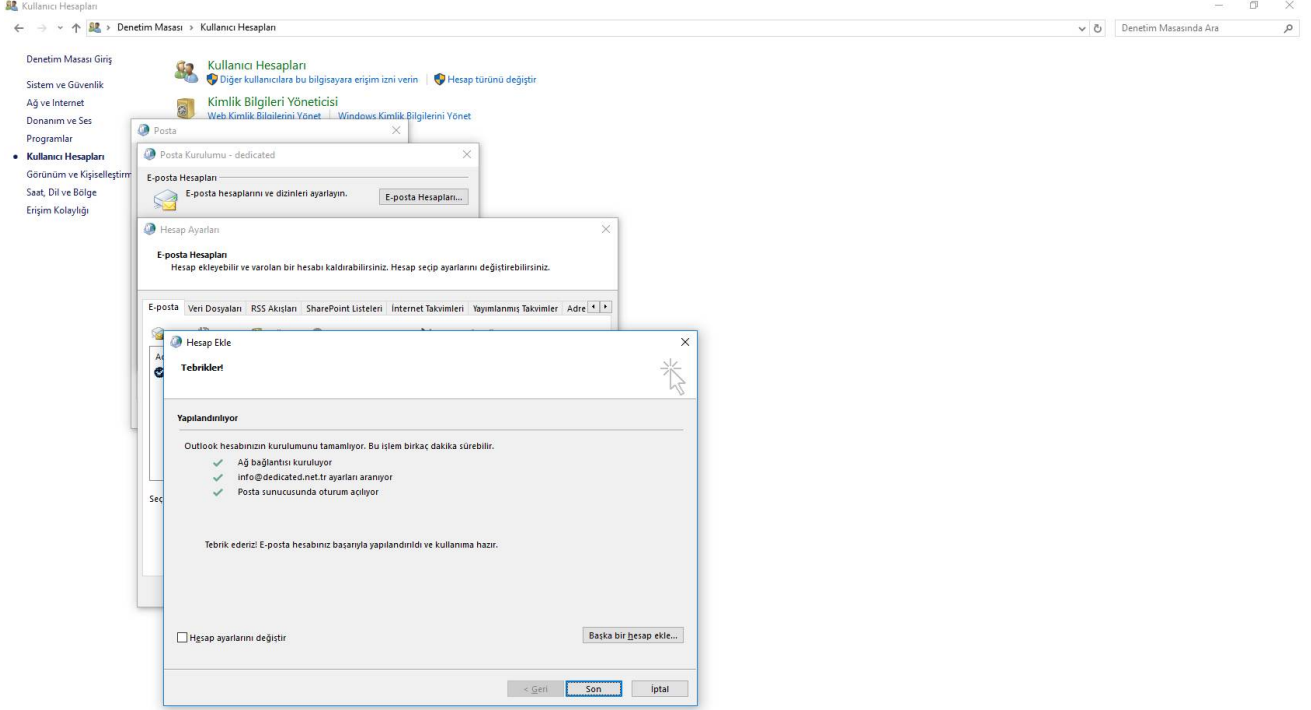 Kullanıcı Hesapları
Denetim Masası › Kullanıcı Hesapları
Denetim Masasında Ara
Denetim Masası Giriş
Sistem ve Güvenlik
Ağ ve Internet
Donanım ve Ses
Programlar
Kullanıcı Hesapları
Görünüm ve Kişiselleştirm
Saat, Dil ve Bölge
Erişim Kolaylığı
Kullanıcı Hesapları
Diğer kullanıcılara bu bilgisayara erişim izni verin
Hesap türünü değiştir
Kimlik Bilgileri Yöneticisi
Web Kimlik Bilgilerini Yönet
Windows Kimlik Bilgilerini Yönet
Posta
Posta Kurulumu - dedicated
E-posta Hesapları
E-posta hesaplarını ve dizinleri ayarlayın.
E-posta Hesapları...
Hesap Ayarları
E-posta Hesapları
Hesap ekleyebilir ve varolan bir hesabı kaldırabilirsiniz. Hesap seçip ayarlarını değiştirebilirsiniz.
E-posta Veri Dosyaları RSS Akışları SharePoint Listeleri İnternet Takvimleri Yayımlanmış Takvimler Adre
Seç
Hesap Ekle
Tebrikler!
Yapılandırılıyor
Outlook hesabınızın kurulumunu tamamlıyor. Bu işlem birkaç dakika sürebilir.
Ağ bağlantısı kuruluyor
info@dedicated.net.tr ayarları aranıyor
Posta sunucusunda oturum açılıyor
Tebrik ederiz! E-posta hesabınız başarıyla yapılandırıldı ve kullanıma hazır.
Hesap ayarlarını değiştir
Başka bir hesap ekle...
< Geri
Son
İptal